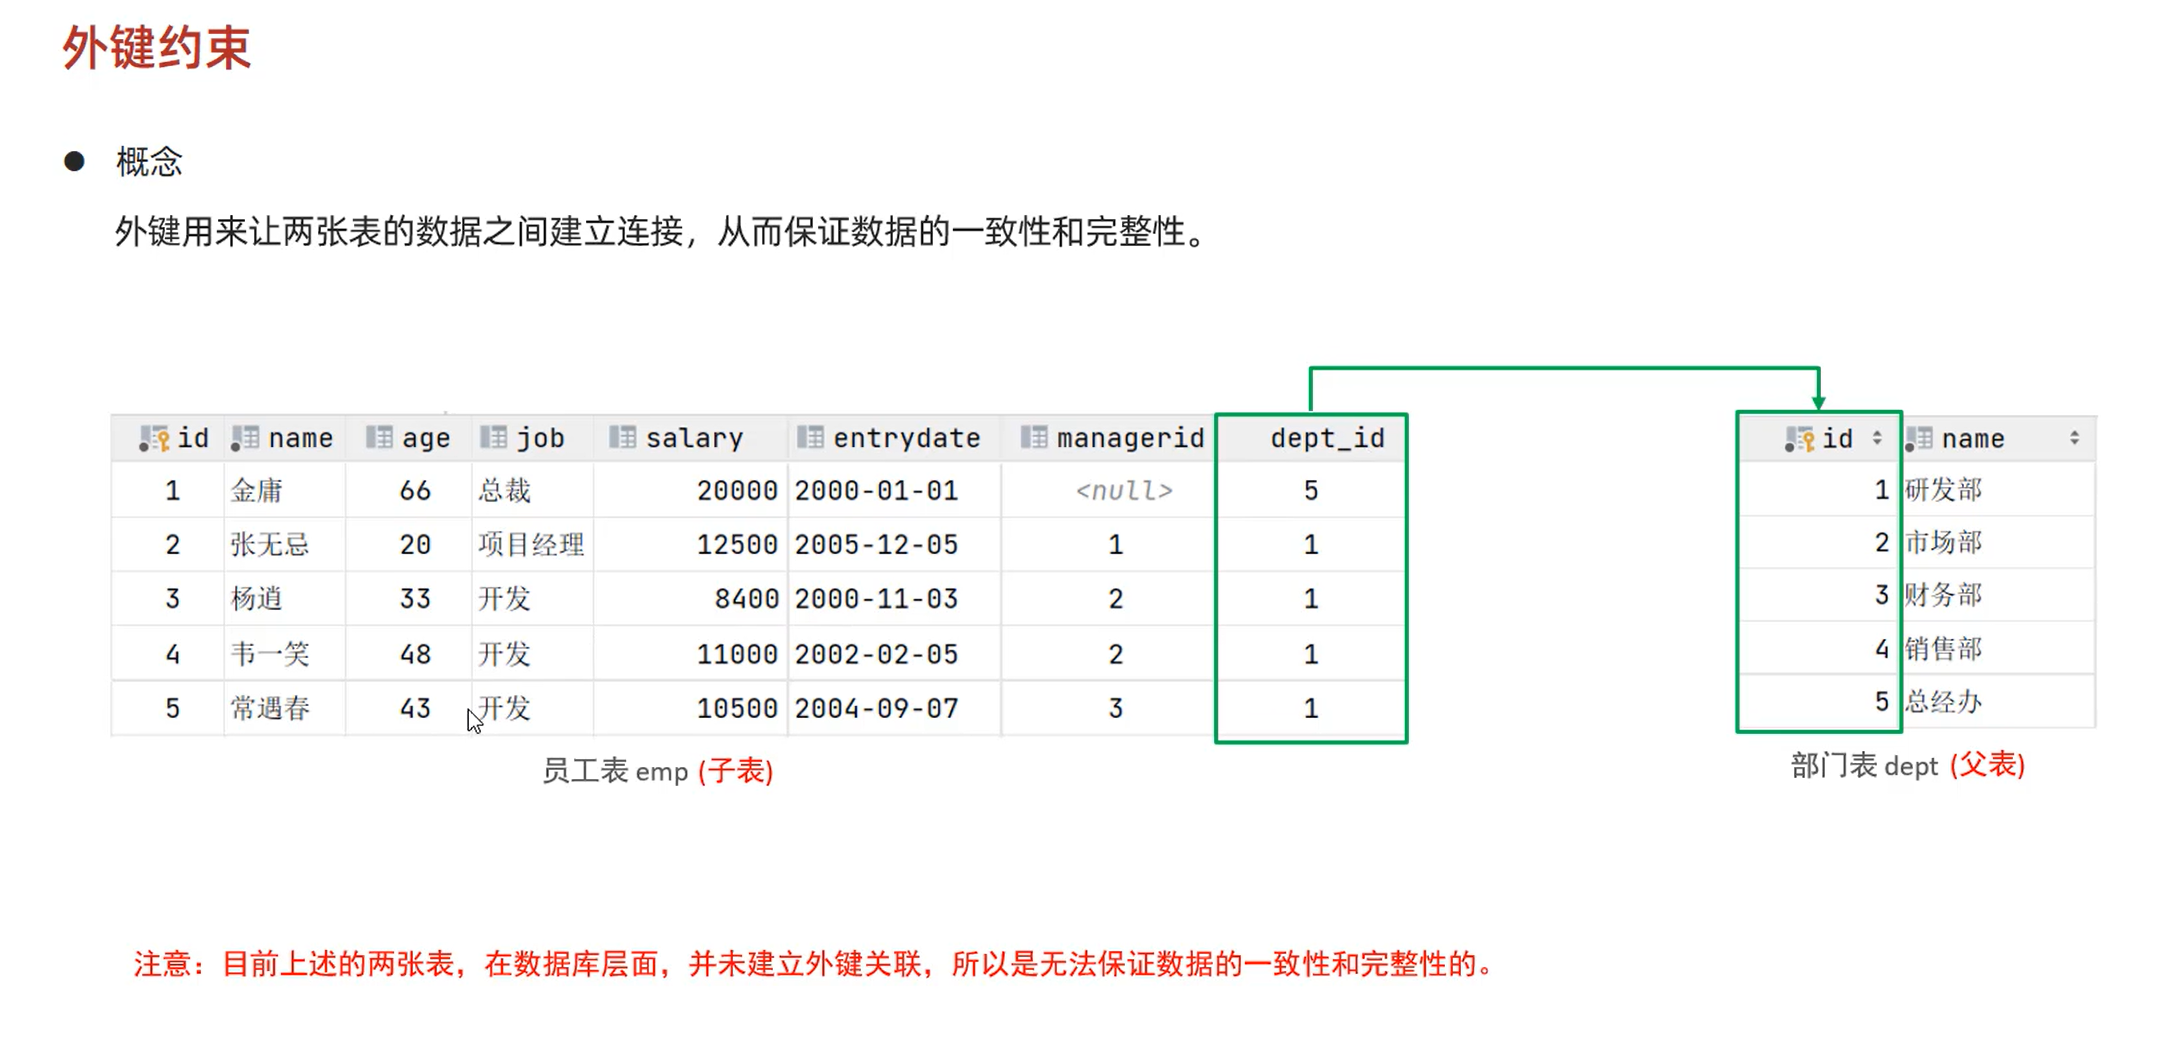 外键约束
● 概念
外键用来让两张表的数据之间建立连接，从而保证数据的一致性和完整性。
id name age job salary entrydate managerid dept_id
1 金庸 66 总裁 20000 2000-01-01 <null> 5
2 张无忌 20 项目经理 12500 2005-12-05 1 1
3 杨逍 33 开发 8400 2000-11-03 2 1
4 韦一笑 48 开发 11000 2002-02-05 2 1
5 常遇春 43 开发 10500 2004-09-07 3 1
员工表 emp (子表)
id name
1 研发部
2 市场部
3 财务部
4 销售部
5 总经办
部门表 dept (父表)
注意：目前上述的两张表，在数据库层面，并未建立外键关联，所以是无法保证数据的一致性和完整性的。